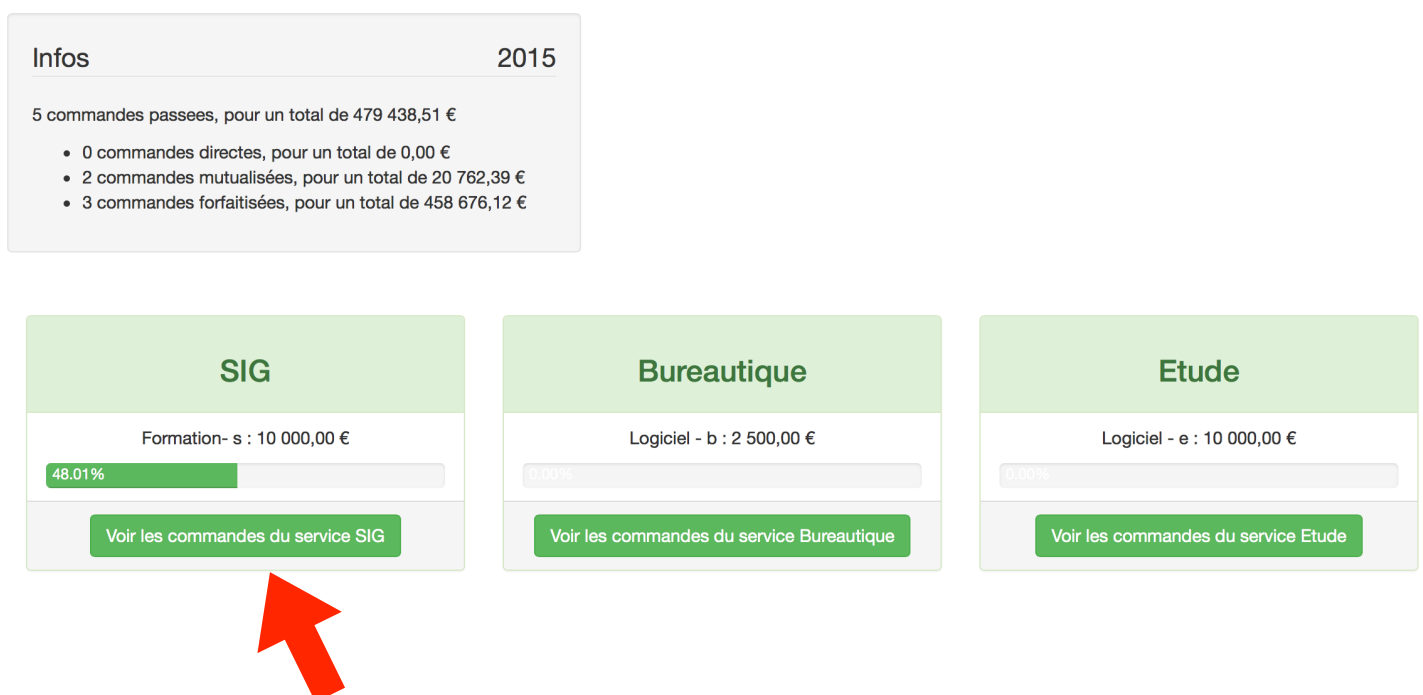 Infos 2015
5 commandes passees, pour un total de 479 438,51 €
0 commandes directes, pour un total de 0,00 €
2 commandes mutualisées, pour un total de 20 762,39 €
3 commandes forfaitisées, pour un total de 458 676,12 €
SIG
Formation- s : 10 000,00 €
48.01%
Voir les commandes du service SIG
Bureautique
Logiciel - b : 2 500,00 €
0.00%
Voir les commandes du service Bureautique
Etude
Logiciel - e : 10 000,00 €
0.00%
Voir les commandes du service Etude